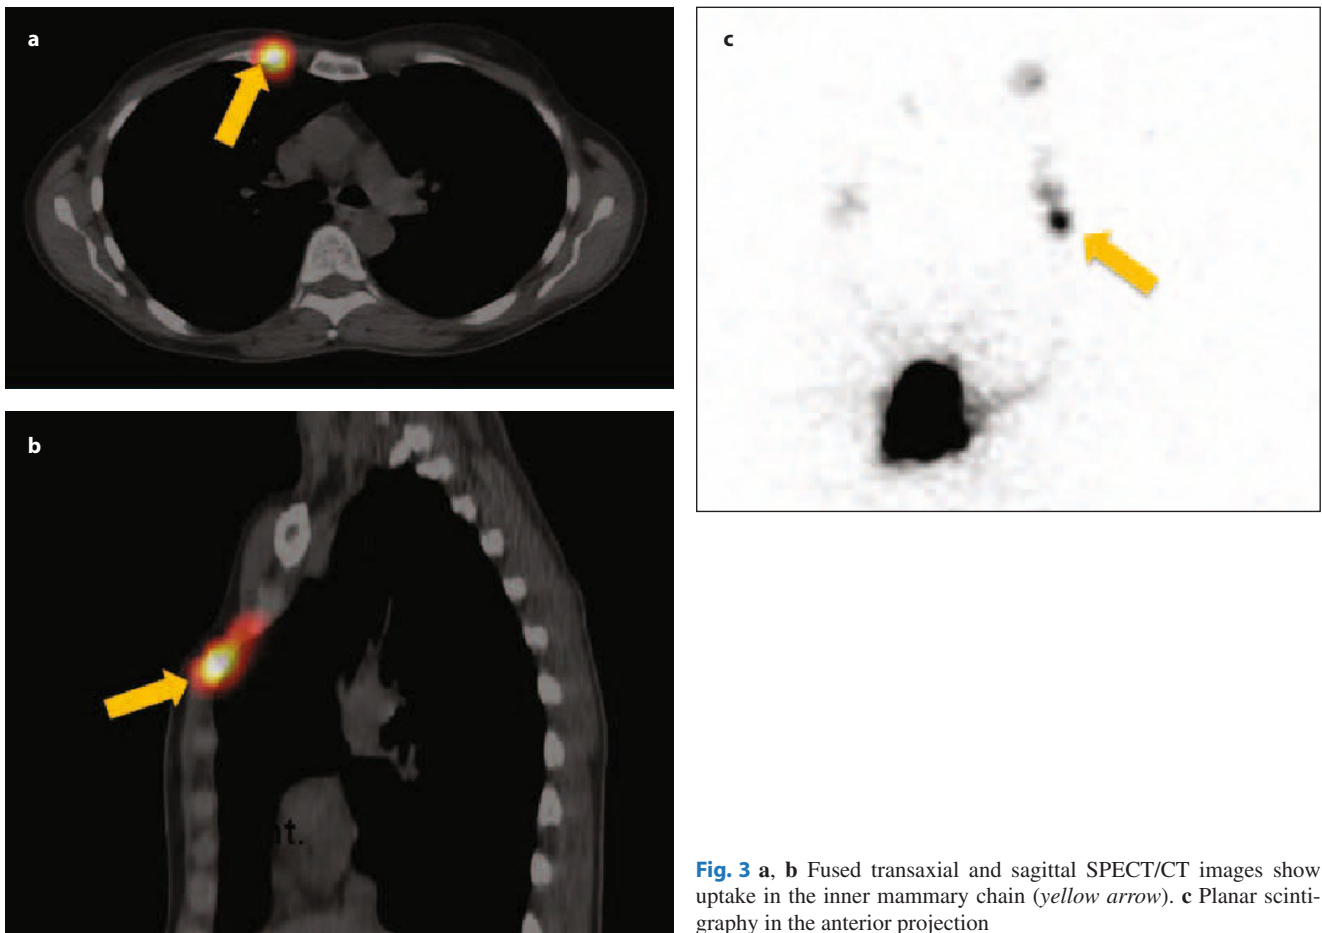 a
c
b
nt.
Fig. 3 a, b Fused transaxial and sagittal SPECT/CT images show
uptake in the inner mammary chain (yellow arrow). c Planar scinti-
graphy in the anterior projection